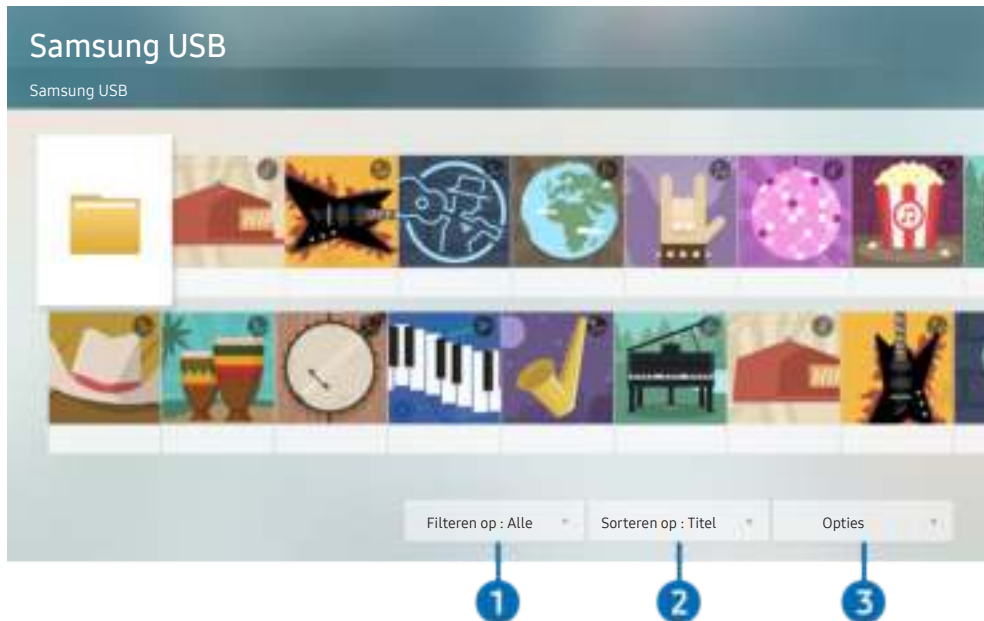 Samsung USB
Samsung USB
Filteren op : Alle
Sorteren op : Titel
Opties
1
2
3